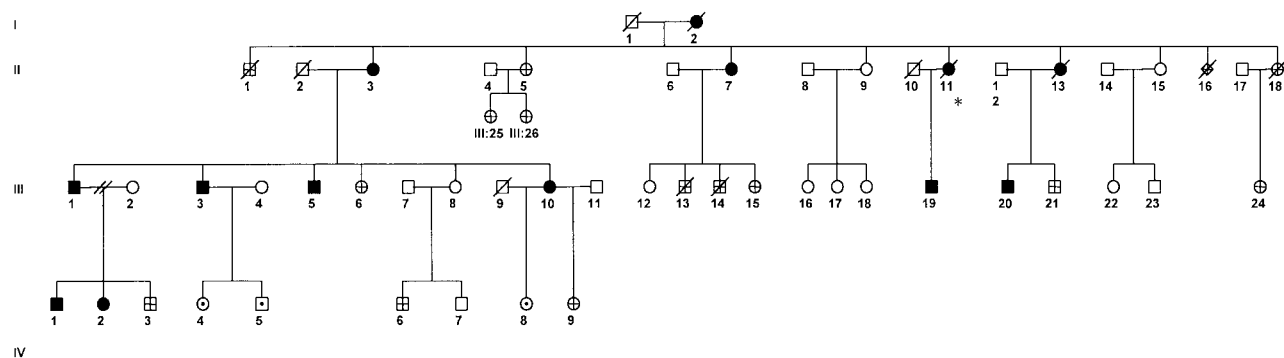 I
1 2
II
1 2 3 4 5 6 7 8 9 10 11 1 13 14 15 16 17 18
2
*
III:25 III:26
III
1 2 3 4 5 6 7 8 9 10 11 12 13 14 15 16 17 18 19 20 21 22 23 24
1 2 3 4 5 6 7 8 9
IV